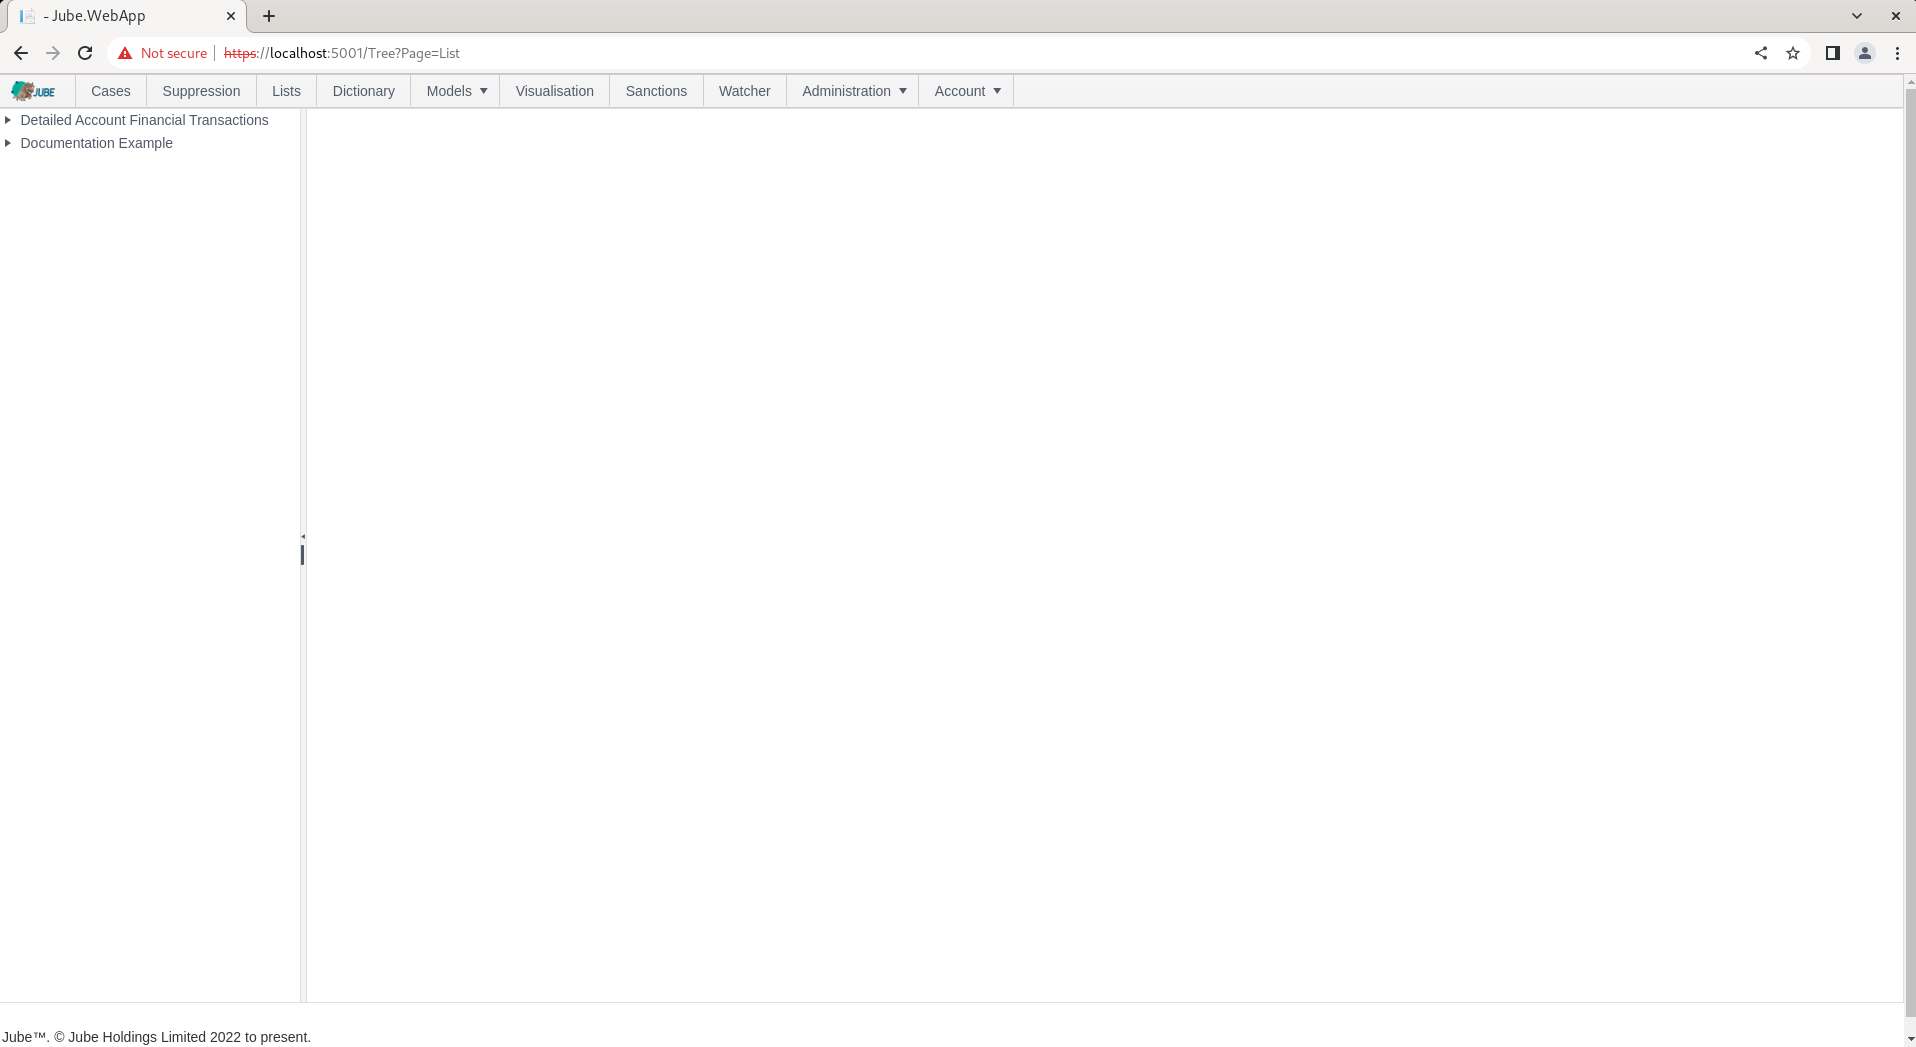 - Jube.WebApp
Not secure https://localhost:5001/Tree?Page=List
JUBE Cases Suppression Lists Dictionary Models Visualisation Sanctions Watcher Administration Account
Detailed Account Financial Transactions
Documentation Example
Jube™. © Jube Holdings Limited 2022 to present.